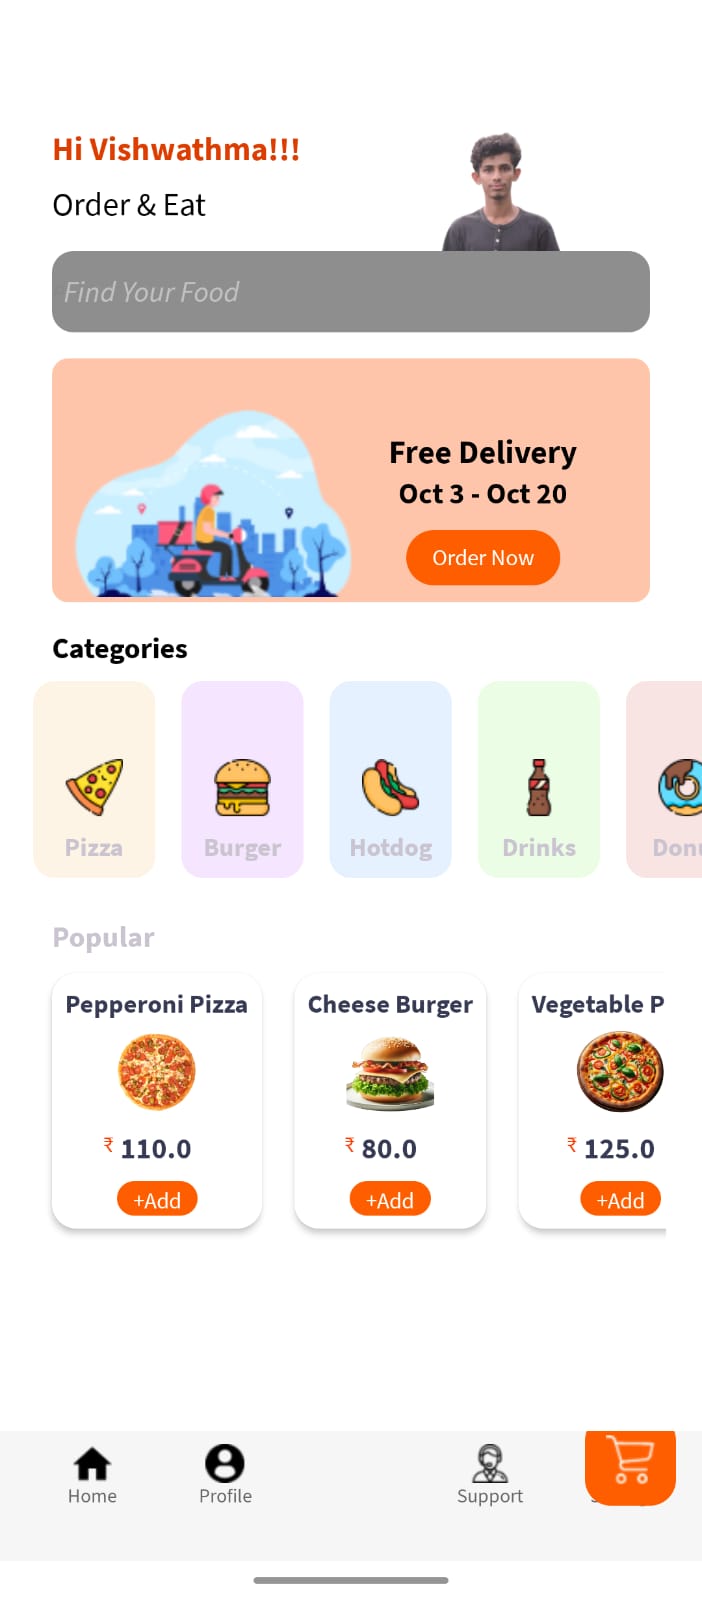 Hi Vishwathma!!!
Order & Eat
Find Your Food
Free Delivery
Oct 3 - Oct 20
Order Now
Categories
Pizza Burger Hotdog Drinks
Popular
Pepperoni Pizza Cheese Burger Vegetable P
₹ 110.0 ₹ 80.0 ₹ 125.0
+Add +Add +Add
Home Profile Support